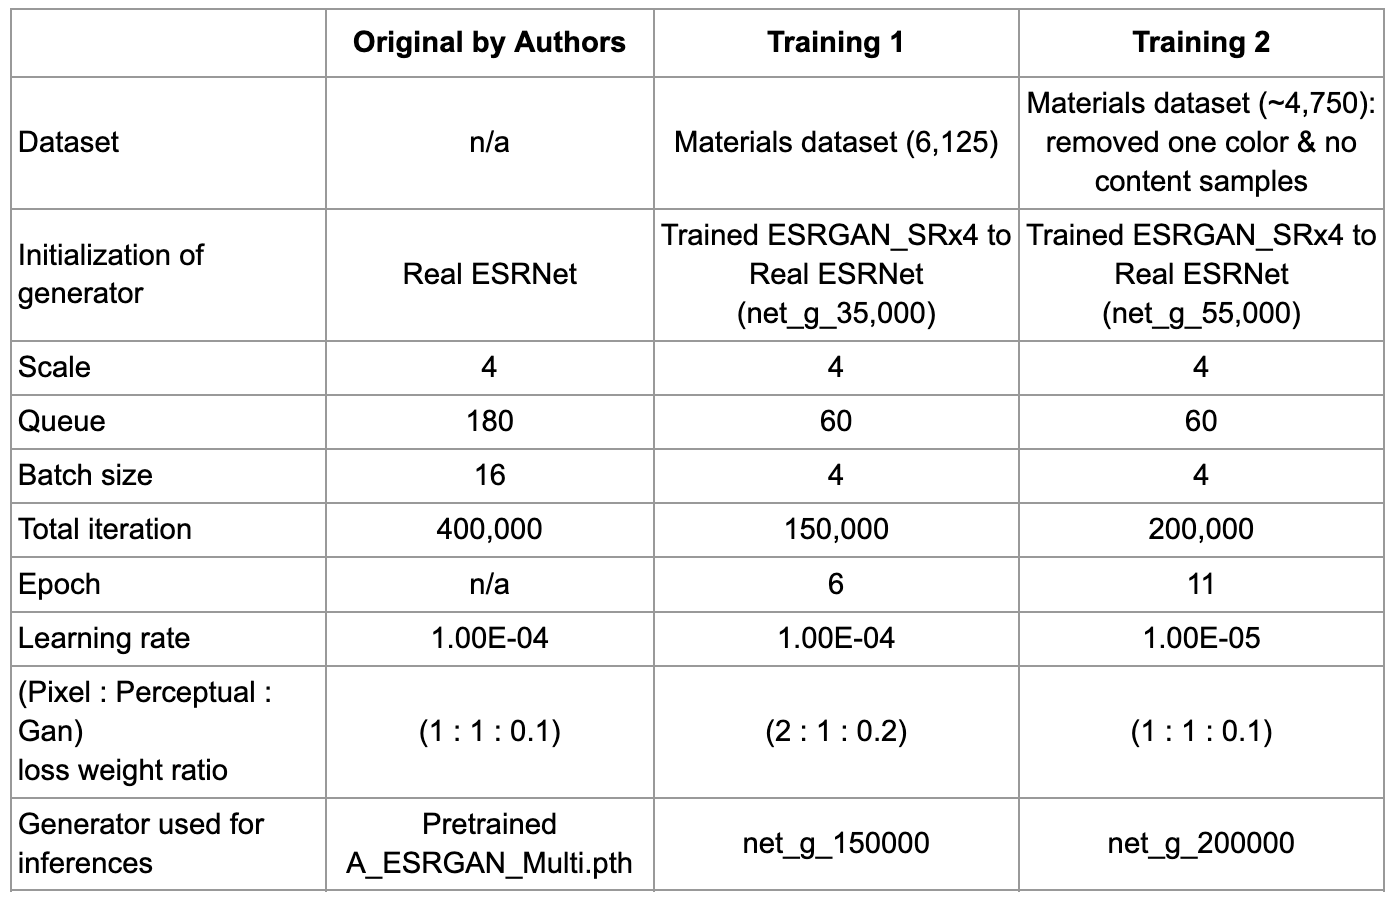 Original by Authors Training 1 Training 2
Dataset n/a Materials dataset (6,125) Materials dataset (~4,750):
removed one color & no
content samples
Initialization of
generator
Real ESRNet
Trained ESRGAN_SRx4 to
Real ESRNet
(net_g_35,000)
Trained ESRGAN_SRx4 to
Real ESRNet
(net_g_55,000)
Scale 4 4 4
Queue 180 60 60
Batch size 16 4 4
Total iteration 400,000 150,000 200,000
Epoch n/a 6 11
Learning rate 1.00E-04 1.00E-04 1.00E-05
(Pixel : Perceptual :
Gan)
loss weight ratio
(1 : 1 : 0.1) (2 : 1 : 0.2) (1 : 1 : 0.1)
Generator used for
inferences
Pretrained
A_ESRGAN_Multi.pth
net_g_150000 net_g_200000